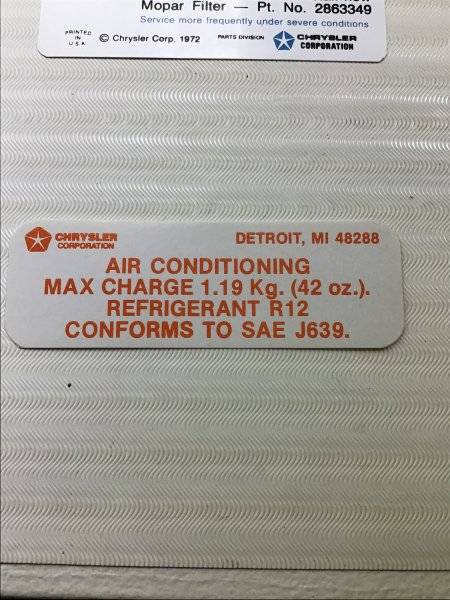 Mopar Filter — Pt. No. 2863349
Service more frequently under severe conditions
PRINTED IN U S A
© Chrysler Corp. 1972 PARTS DIVISION CHRYSLER CORPORATION
CHRYSLER CORPORATION
DETROIT, MI 48288
AIR CONDITIONING
MAX CHARGE 1.19 Kg. (42 oz.).
REFRIGERANT R12
CONFORMS TO SAE J639.